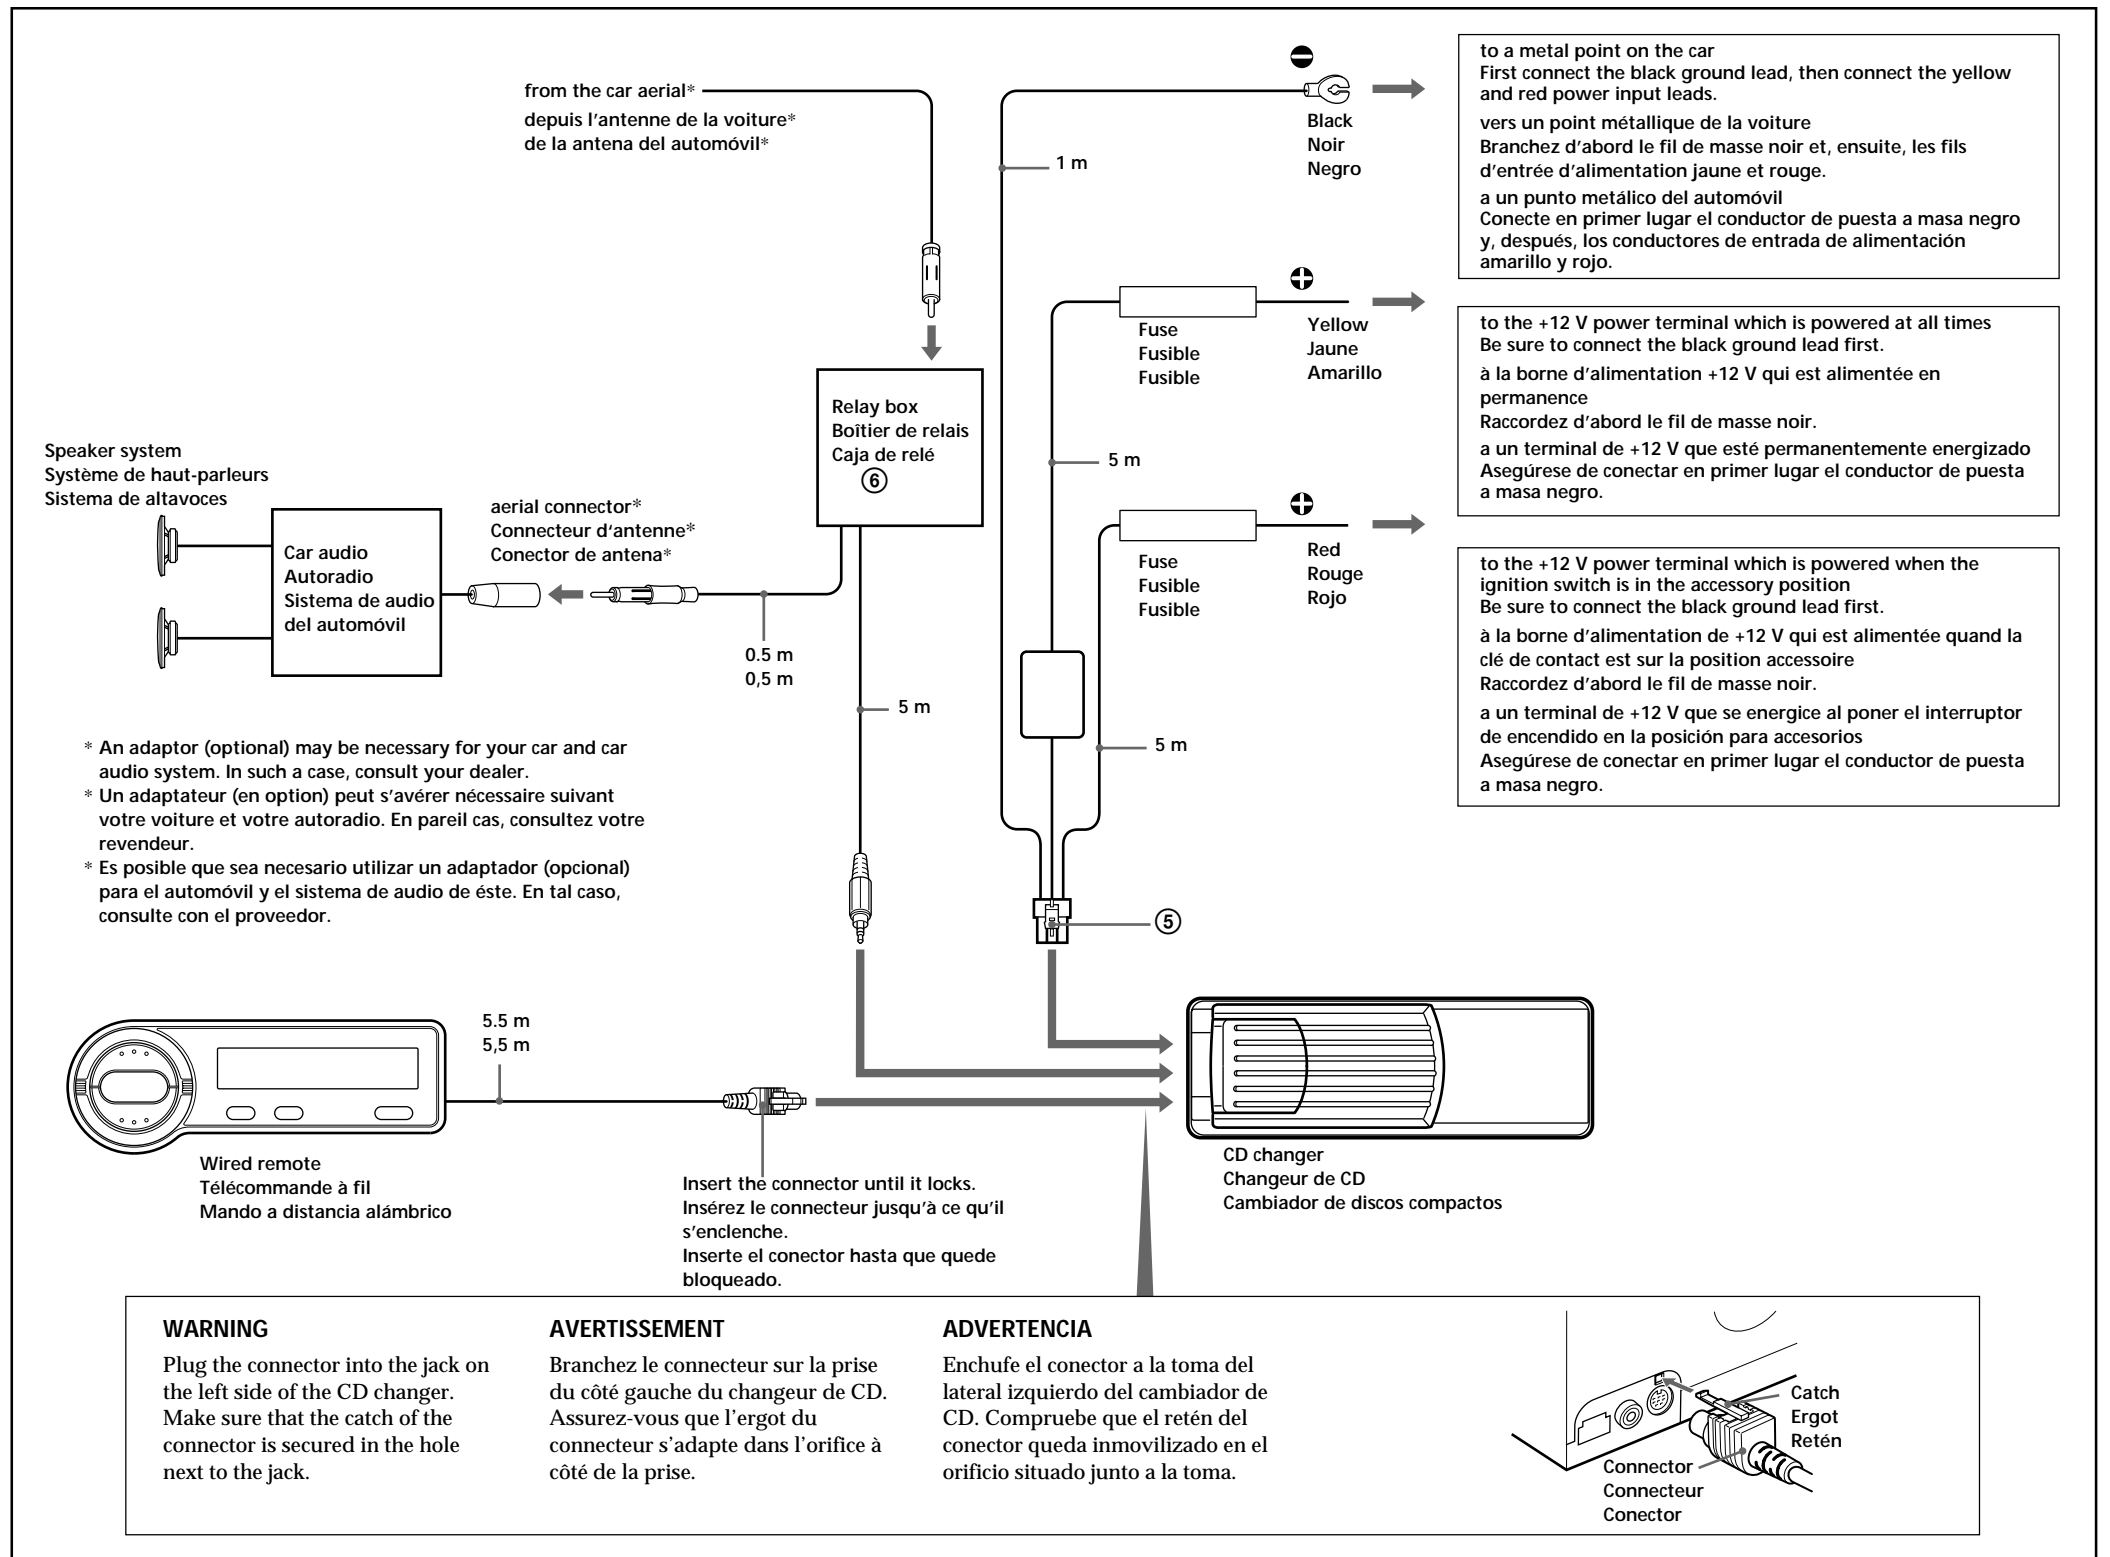 from the car aerial*
depuis l'antenne de la voiture*
de la antena del automóvil*
1 m
Black
Noir
Negro
to a metal point on the car
First connect the black ground lead, then connect the yellow
and red power input leads.
vers un point métallique de la voiture
Branchez d'abord le fil de masse noir et, ensuite, les fils
d'entrée d'alimentation jaune et rouge.
a un punto metálico del automóvil
Conecte en primer lugar el conductor de puesta a masa negro
y, después, los conductores de entrada de alimentación
amarillo y rojo.
Fuse
Fusible
Fusible
Yellow
Jaune
Amarillo
to the +12 V power terminal which is powered at all times
Be sure to connect the black ground lead first.
à la borne d'alimentation +12 V qui est alimentée en
permanence
Raccordez d'abord le fil de masse noir.
a un terminal de +12 V que esté permanentemente energizado
Asegúrese de conectar en primer lugar el conductor de puesta
a masa negro.
Relay box
Boîtier de relais
Caja de relé
⑥
5 m
Speaker system
Système de haut-parleurs
Sistema de altavoces
aerial connector*
Connecteur d'antenne*
Conector de antena*
Car audio
Autoradio
Sistema de audio
del automóvil
0.5 m
0,5 m
5 m
Fuse
Fusible
Fusible
Red
Rouge
Rojo
to the +12 V power terminal which is powered when the
ignition switch is in the accessory position
Be sure to connect the black ground lead first.
à la borne d'alimentation de +12 V qui est alimentée quand la
clé de contact est sur la position accessoire
Raccordez d'abord le fil de masse noir.
a un terminal de +12 V que se energice al poner el interruptor
de encendido en la posición para accesorios
Asegúrese de conectar en primer lugar el conductor de puesta
a masa negro.
5 m
* An adaptor (optional) may be necessary for your car and car
audio system. In such a case, consult your dealer.
* Un adaptateur (en option) peut s'avérer nécessaire suivant
votre voiture et votre autoradio. En pareil cas, consultez votre
revendeur.
* Es posible que sea necesario utilizar un adaptador (opcional)
para el automóvil y el sistema de audio de éste. En tal caso,
consulte con el proveedor.
⑤
5.5 m
5,5 m
Wired remote
Télécommande à fil
Mando a distancia alámbrico
Insert the connector until it locks.
Insérez le connecteur jusqu'à ce qu'il
s'enclenche.
Inserte el conector hasta que quede
bloqueado.
CD changer
Changeur de CD
Cambiador de discos compactos
WARNING
Plug the connector into the jack on
the left side of the CD changer.
Make sure that the catch of the
connector is secured in the hole
next to the jack.
AVERTISSEMENT
Branchez le connecteur sur la prise
du côté gauche du changeur de CD.
Assurez-vous que l'ergot du
connecteur s'adapte dans l'orifice à
côté de la prise.
ADVERTENCIA
Enchufe el conector a la toma del
lateral izquierdo del cambiador de
CD. Compruebe que el retén del
conector queda inmovilizado en el
orificio situado junto a la toma.
Catch
Ergot
Retén
Connector
Connecteur
Conector